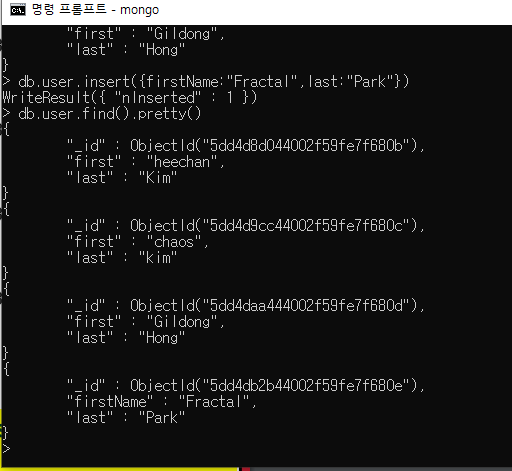 명령 프롬프트 - mongo
"first" : "Gildong",
"last" : "Hong"
}
> db.user.insert({firstName:"Fractal",last:"Park"})
WriteResult({ "nInserted" : 1 })
> db.user.find().pretty()
{
"_id" : ObjectId("5dd4d8d044002f59fe7f680b"),
"first" : "heechan",
"last" : "Kim"
}
{
"_id" : ObjectId("5dd4d9cc44002f59fe7f680c"),
"first" : "chaos",
"last" : "kim"
}
{
"_id" : ObjectId("5dd4daa444002f59fe7f680d"),
"first" : "Gildong",
"last" : "Hong"
}
{
"_id" : ObjectId("5dd4db2b44002f59fe7f680e"),
"firstName" : "Fractal",
"last" : "Park"
}
>